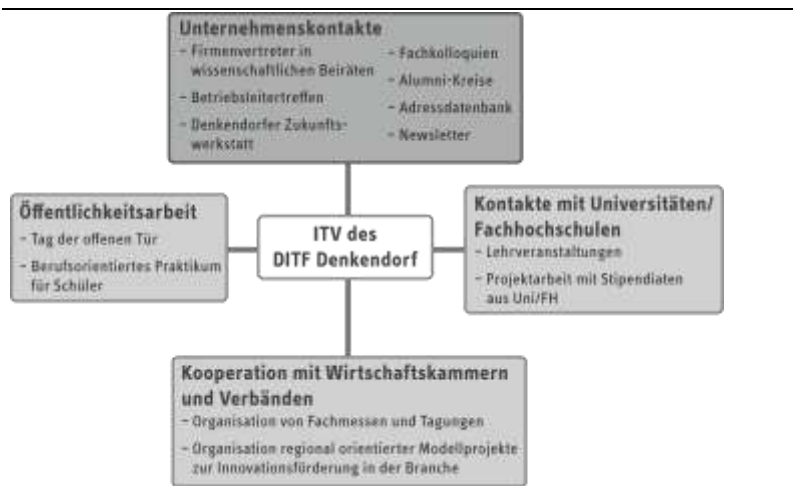 Unternehmenskontakte
– Firmenvertreter in
wissenschaftlichen Beiräten
– Betriebsleitertreffen
– Denkendorfer Zukunfts-
werkstatt
– Fachkolloquien
– Alumni-Kreise
– Adressdatenbank
– Newsletter
Öffentlichkeitsarbeit
– Tag der offenen Tür
– Berufsorientiertes Praktikum
für Schüler
ITV des
DITF Denkendorf
Kontakte mit Universitäten/
Fachhochschulen
– Lehrveranstaltungen
– Projektarbeit mit Stipendiaten
aus Uni/FH
Kooperation mit Wirtschaftskammern
und Verbänden
– Organisation von Fachmessen und Tagungen
– Organisation regional orientierter Modellprojekte
zur Innovationsförderung in der Branche